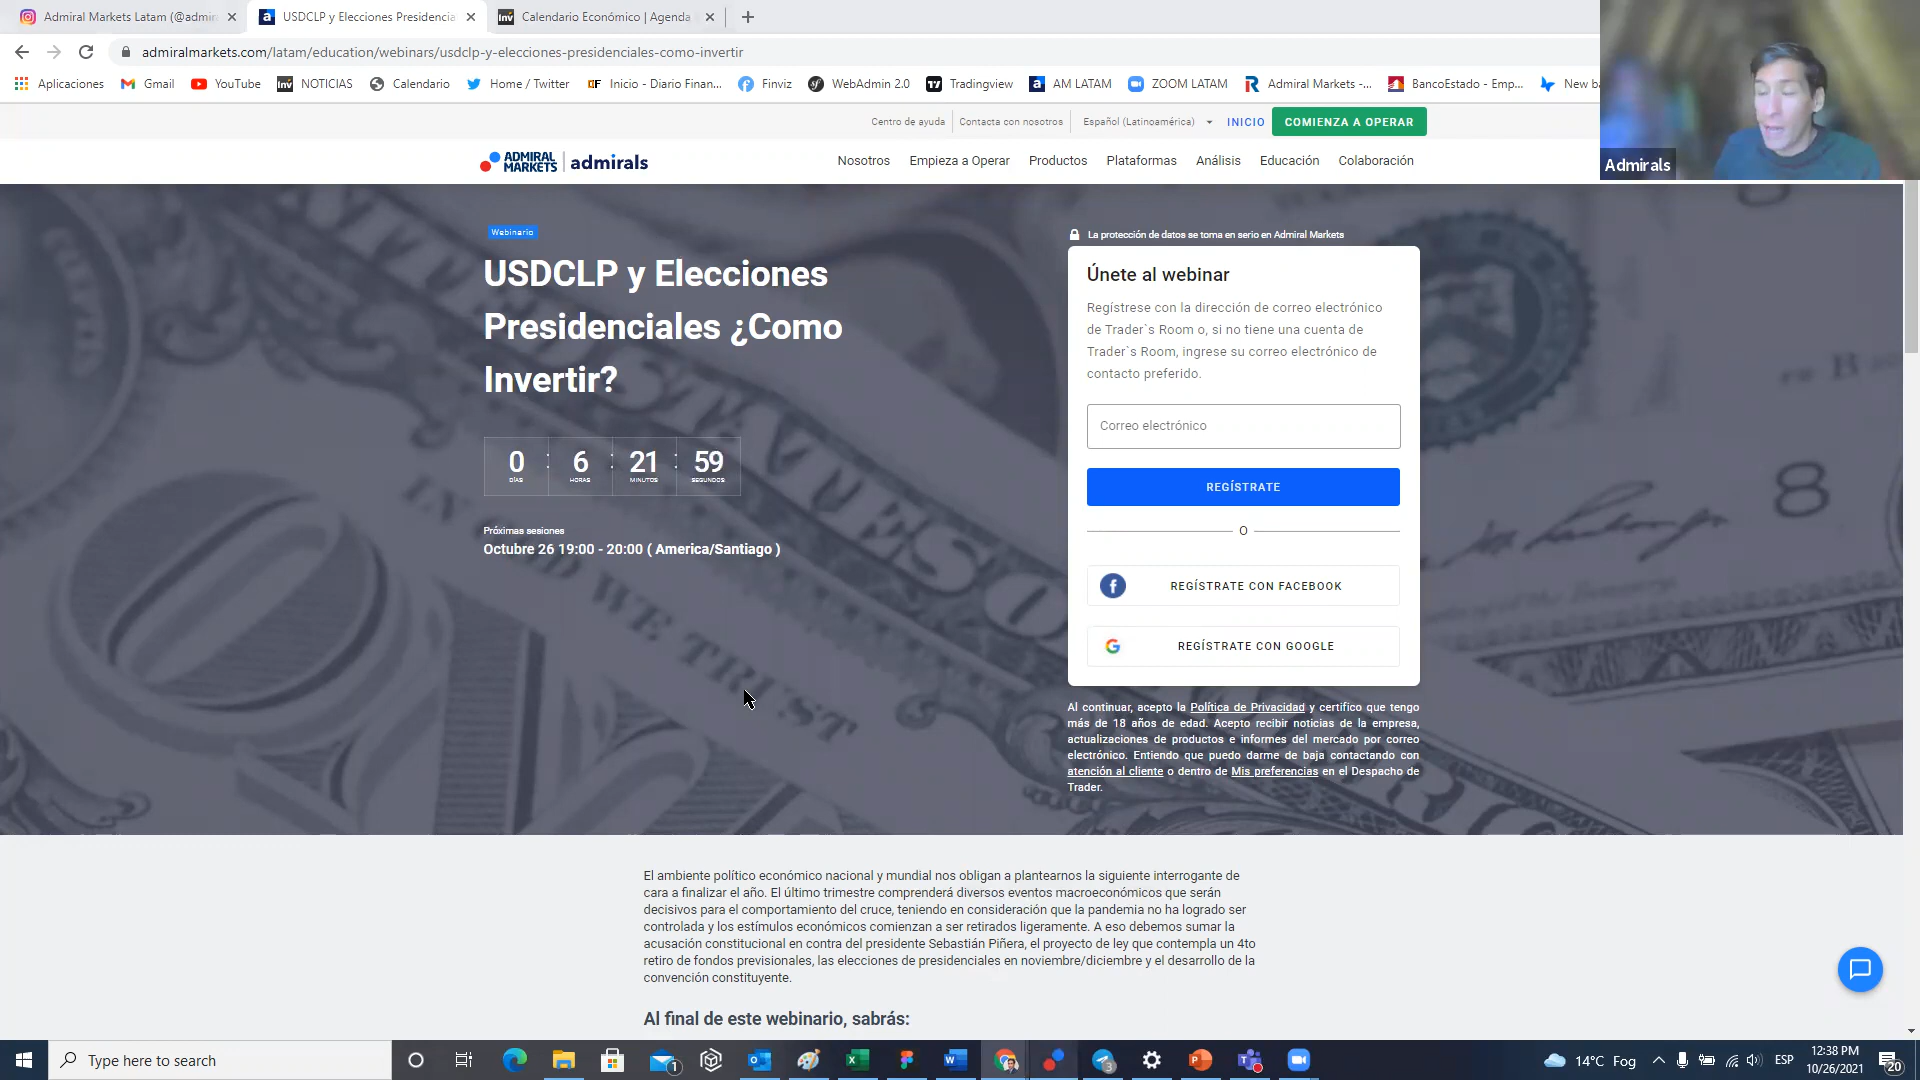 Admiral Markets Latam (@admir
USDCLP y Elecciones Presidencia
Calendario Económico | Agenda
admiralmarkets.com/latam/education/webinars/usdclp-y-elecciones-presidenciales-como-invertir
Aplicaciones
Gmail
YouTube
NOTICIAS
Calendario
Home / Twitter
Inicio - Diario Finan...
Finviz
WebAdmin 2.0
Tradingview
AM LATAM
ZOOM LATAM
Admiral Markets -...
BancoEstado - Emp...
New ba
Admirals
Centro de ayuda
Contacta con nosotros
Español (Latinoamérica)
INICIO
COMIENZA A OPERAR
ADMIRAL MARKETS
admirals
Nosotros
Empieza a Operar
Productos
Plataformas
Análisis
Educación
Colaboración
Webinario
USDCLP y Elecciones
Presidenciales ¿Como
Invertir?
0 : 6 : 21 : 59
DÍAS HORAS MINUTOS SEGUNDOS
Próximas sesiones
Octubre 26 19:00 - 20:00 ( America/Santiago )
La protección de datos se toma en serio en Admiral Markets
Únete al webinar
Regístrese con la dirección de correo electrónico
de Trader`s Room o, si no tiene una cuenta de
Trader`s Room, ingrese su correo electrónico de
contacto preferido.
Correo electrónico
REGÍSTRATE
O
REGÍSTRATE CON FACEBOOK
REGÍSTRATE CON GOOGLE
Al continuar, acepto la Política de Privacidad y certifico que tengo
más de 18 años de edad. Acepto recibir noticias de la empresa,
actualizaciones de productos e informes del mercado por correo
electrónico. Entiendo que puedo darme de baja contactando con
atención al cliente o dentro de Mis preferencias en el Despacho de
Trader.
El ambiente político económico nacional y mundial nos obligan a plantearnos la siguiente interrogante de
cara a finalizar el año. El último trimestre comprenderá diversos eventos macroeconómicos que serán
decisivos para el comportamiento del cruce, teniendo en consideración que la pandemia no ha logrado ser
controlada y los estímulos económicos comienzan a ser retirados ligeramente. A eso debemos sumar la
acusación constitucional en contra del presidente Sebastián Piñera, el proyecto de ley que contempla un 4to
retiro de fondos previsionales, las elecciones de presidenciales en noviembre/diciembre y el desarrollo de la
convención constituyente.
Al final de este webinario, sabrás:
Type here to search
14°C Fog
ESP
12:38 PM
10/26/2021
20